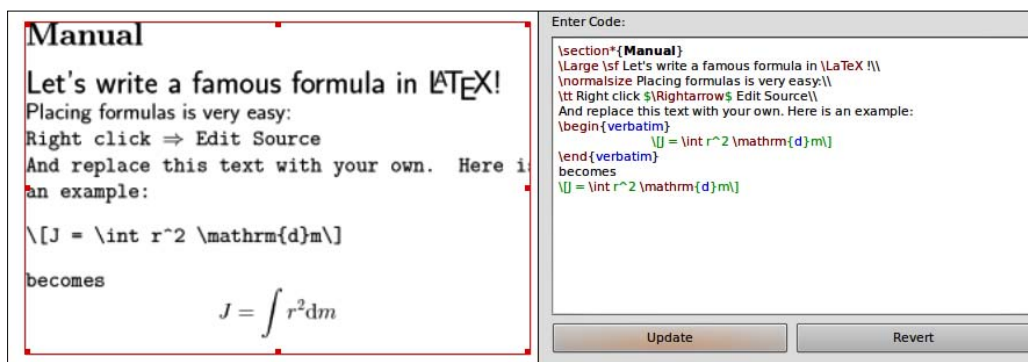 Manual
Let's write a famous formula in LATEX!
Placing formulas is very easy:
Right click ⇒ Edit Source
And replace this text with your own. Here is
an example:
\[J = \int r^2 \mathrm{d}m\]
becomes
J = ∫ r²dm
Enter Code:
\section*{Manual}
\Large \sf Let's write a famous formula in \LaTeX !\\
\normalsize Placing formulas is very easy:\\
\tt Right click $\Rightarrow$ Edit Source\\
And replace this text with your own. Here is an example:
\begin{verbatim}
\[J = \int r^2 \mathrm{d}m\]
\end{verbatim}
becomes
\[J = \int r^2 \mathrm{d}m\]
Update
Revert